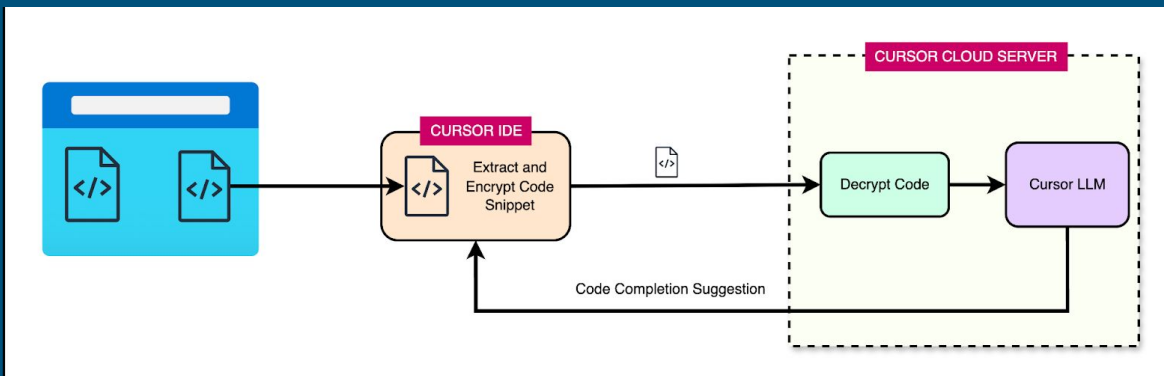 CURSOR CLOUD SERVER
CURSOR IDE
</>
</>
</>
Extract and
Encrypt Code
Snippet
</>
Decrypt Code
Cursor LLM
Code Completion Suggestion